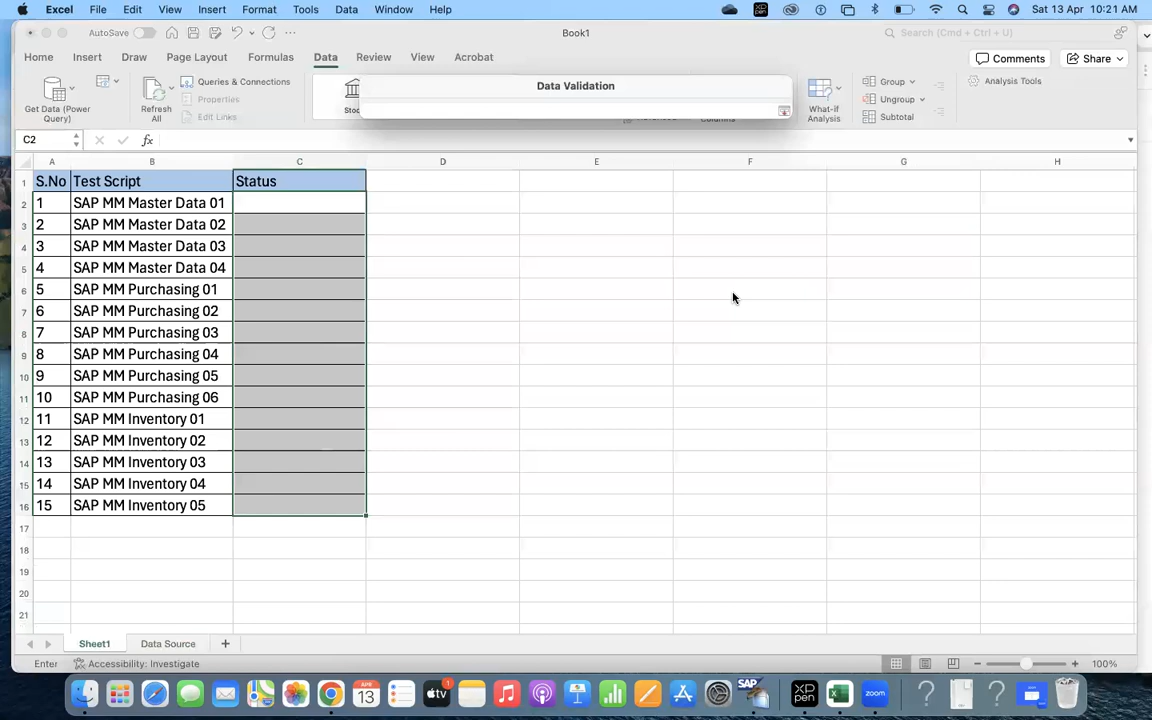 Excel File Edit View Insert Format Tools Data Window Help Sat 13 Apr 10:21 AM
AutoSave Book1 Search (Cmd + Ctrl + U)
Home Insert Draw Page Layout Formulas Data Review View Acrobat Comments Share
Get Data (Power Query)
Refresh All
Queries & Connections
Properties
Edit Links
Data Validation
What-if Analysis
Group
Ungroup
Subtotal
Analysis Tools
C2 fx
A B C D E F G H
1 S.No Test Script Status
2 1 SAP MM Master Data 01
3 2 SAP MM Master Data 02
4 3 SAP MM Master Data 03
5 4 SAP MM Master Data 04
6 5 SAP MM Purchasing 01
7 6 SAP MM Purchasing 02
8 7 SAP MM Purchasing 03
9 8 SAP MM Purchasing 04
10 9 SAP MM Purchasing 05
11 10 SAP MM Purchasing 06
12 11 SAP MM Inventory 01
13 12 SAP MM Inventory 02
14 13 SAP MM Inventory 03
15 14 SAP MM Inventory 04
16 15 SAP MM Inventory 05
17
18
19
20
21
Sheet1 Data Source +
Enter Accessibility: Investigate 100%
APR 13 tv SAP XP PEN zoom